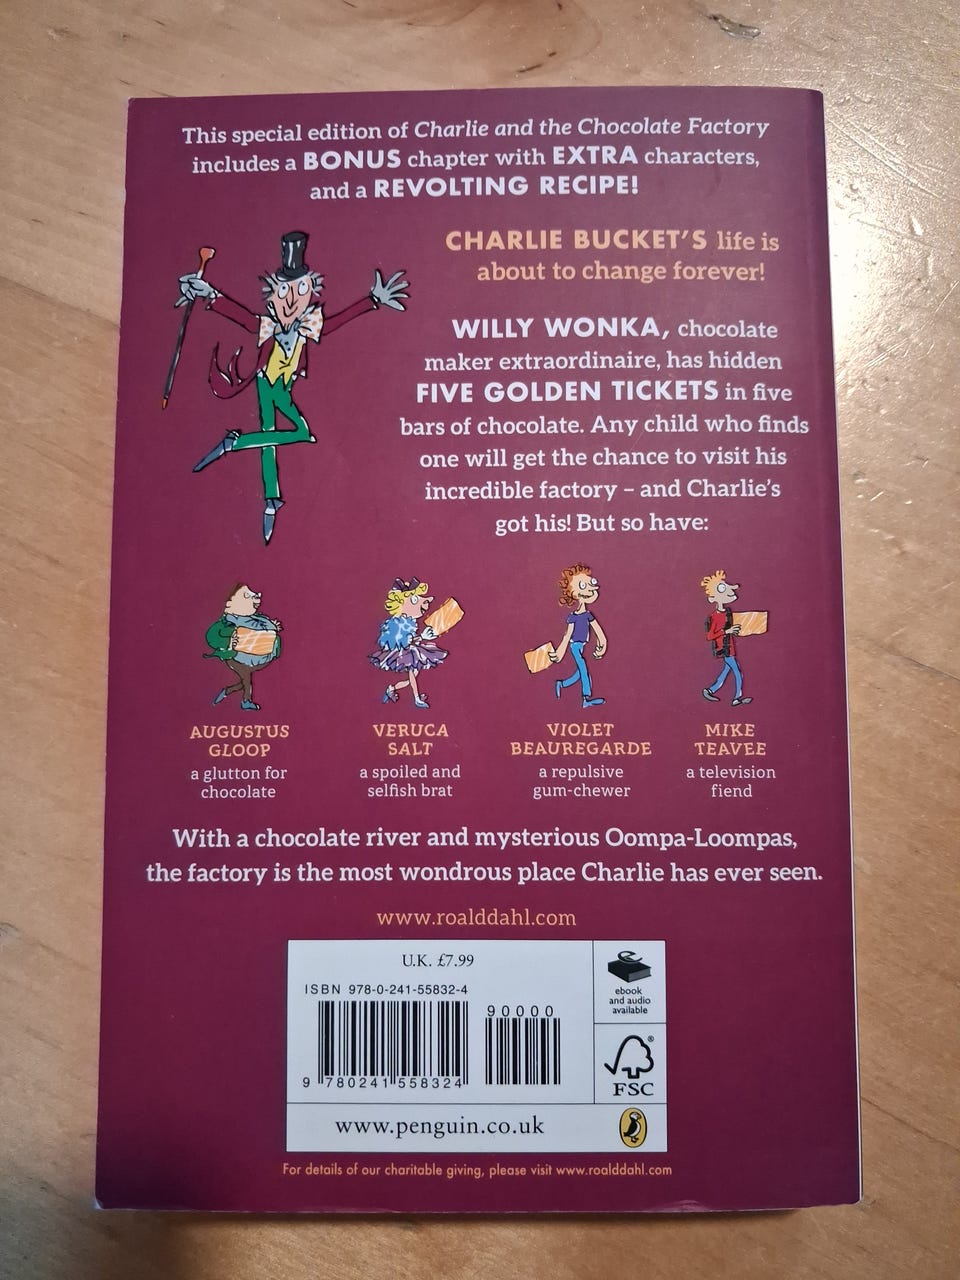 This special edition of Charlie and the Chocolate Factory
includes a BONUS chapter with EXTRA characters,
and a REVOLTING RECIPE!
CHARLIE BUCKET'S life is
about to change forever!
WILLY WONKA, chocolate
maker extraordinaire, has hidden
FIVE GOLDEN TICKETS in five
bars of chocolate. Any child who finds
one will get the chance to visit his
incredible factory – and Charlie's
got his! But so have:
AUGUSTUS
GLOOP
a glutton for
chocolate
VERUCA
SALT
a spoiled and
selfish brat
VIOLET
BEAUREGARDE
a repulsive
gum-chewer
MIKE
TEAVEE
a television
fiend
With a chocolate river and mysterious Oompa-Loompas,
the factory is the most wondrous place Charlie has ever seen.
www.roalddahl.com
U.K. £7.99
ISBN 978-0-241-55832-4
90000
9 780241 558324
ebook
and audio
available
®
FSC
www.penguin.co.uk
For details of our charitable giving, please visit www.roalddahl.com